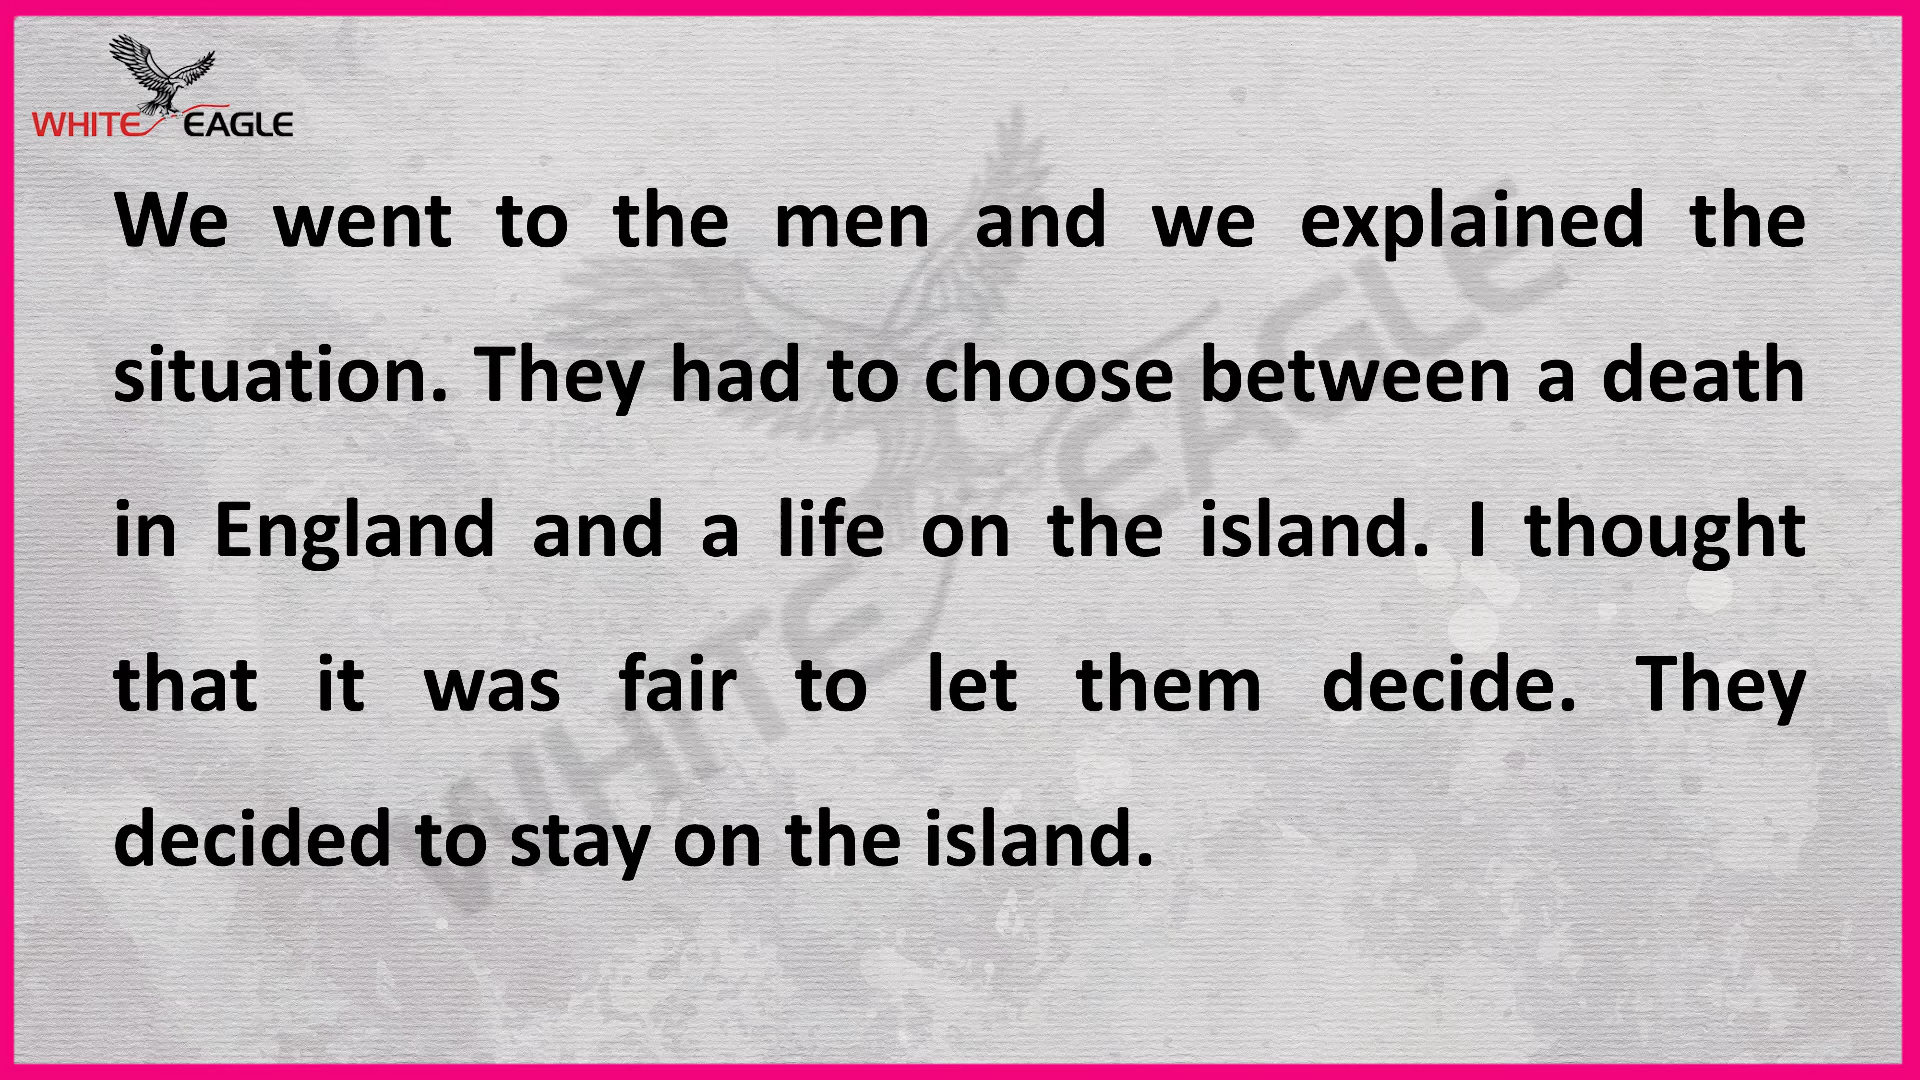 WHITE EAGLE
We went to the men and we explained the
situation. They had to choose between a death
in England and a life on the island. I thought
that it was fair to let them decide. They
decided to stay on the island.
WHITE EAGLE